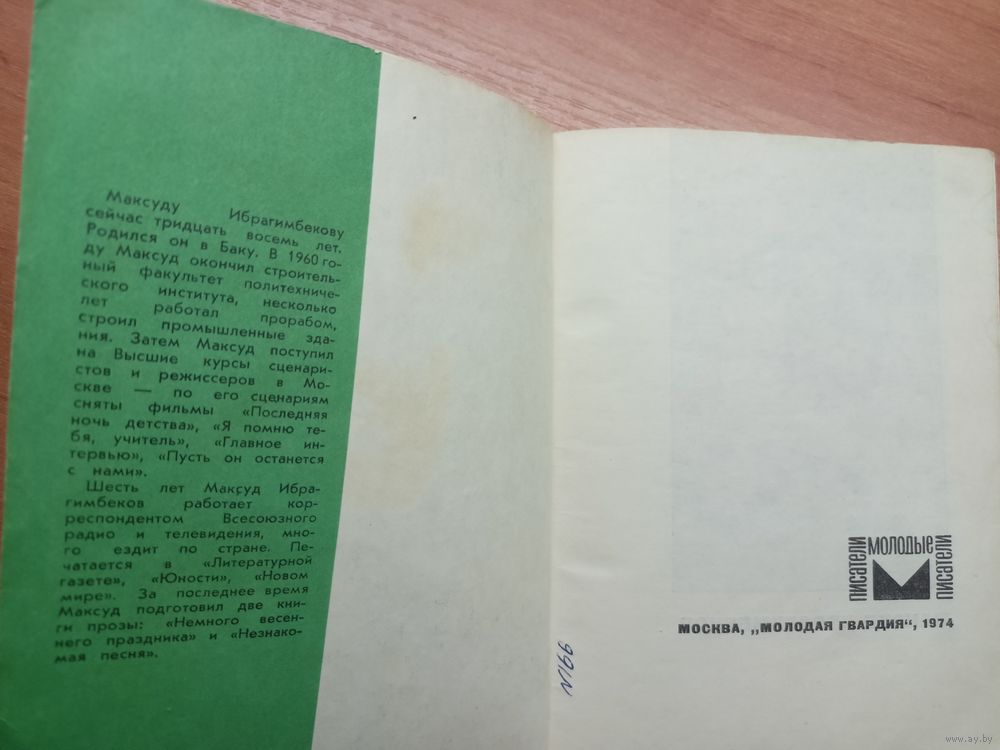 Максуду Ибрагимбекову
сейчас тридцать восемь лет.
Родился он в Баку. В 1960 го-
ду Максуд окончил строитель-
ный факультет политехниче-
ского института, несколько
лет работал прорабом,
строил промышленные зда-
ния. Затем Максуд поступил
на Высшие курсы сценари-
стов и режиссеров в Мо-
скве — по его сценариям
сняты фильмы «Последняя
ночь детства», «Я помню те-
бя, учитель», «Главное ин-
тервью», «Пусть он останется
с нами».
Шесть лет Максуд Ибра-
гимбеков работает кор-
респондентом Всесоюзного
радио и телевидения, мно-
го ездит по стране. Пе-
чатается в «Литературной
газете», «Юности», «Новом
мире». За последнее время
Максуд подготовил две кни-
ги прозы: «Немного весен-
него праздника» и «Незнако-
мая песня».
писатели
МОЛОДЫЕ
писатели
МОСКВА, „МОЛОДАЯ ГВАРДИЯ“, 1974
www.ay.by